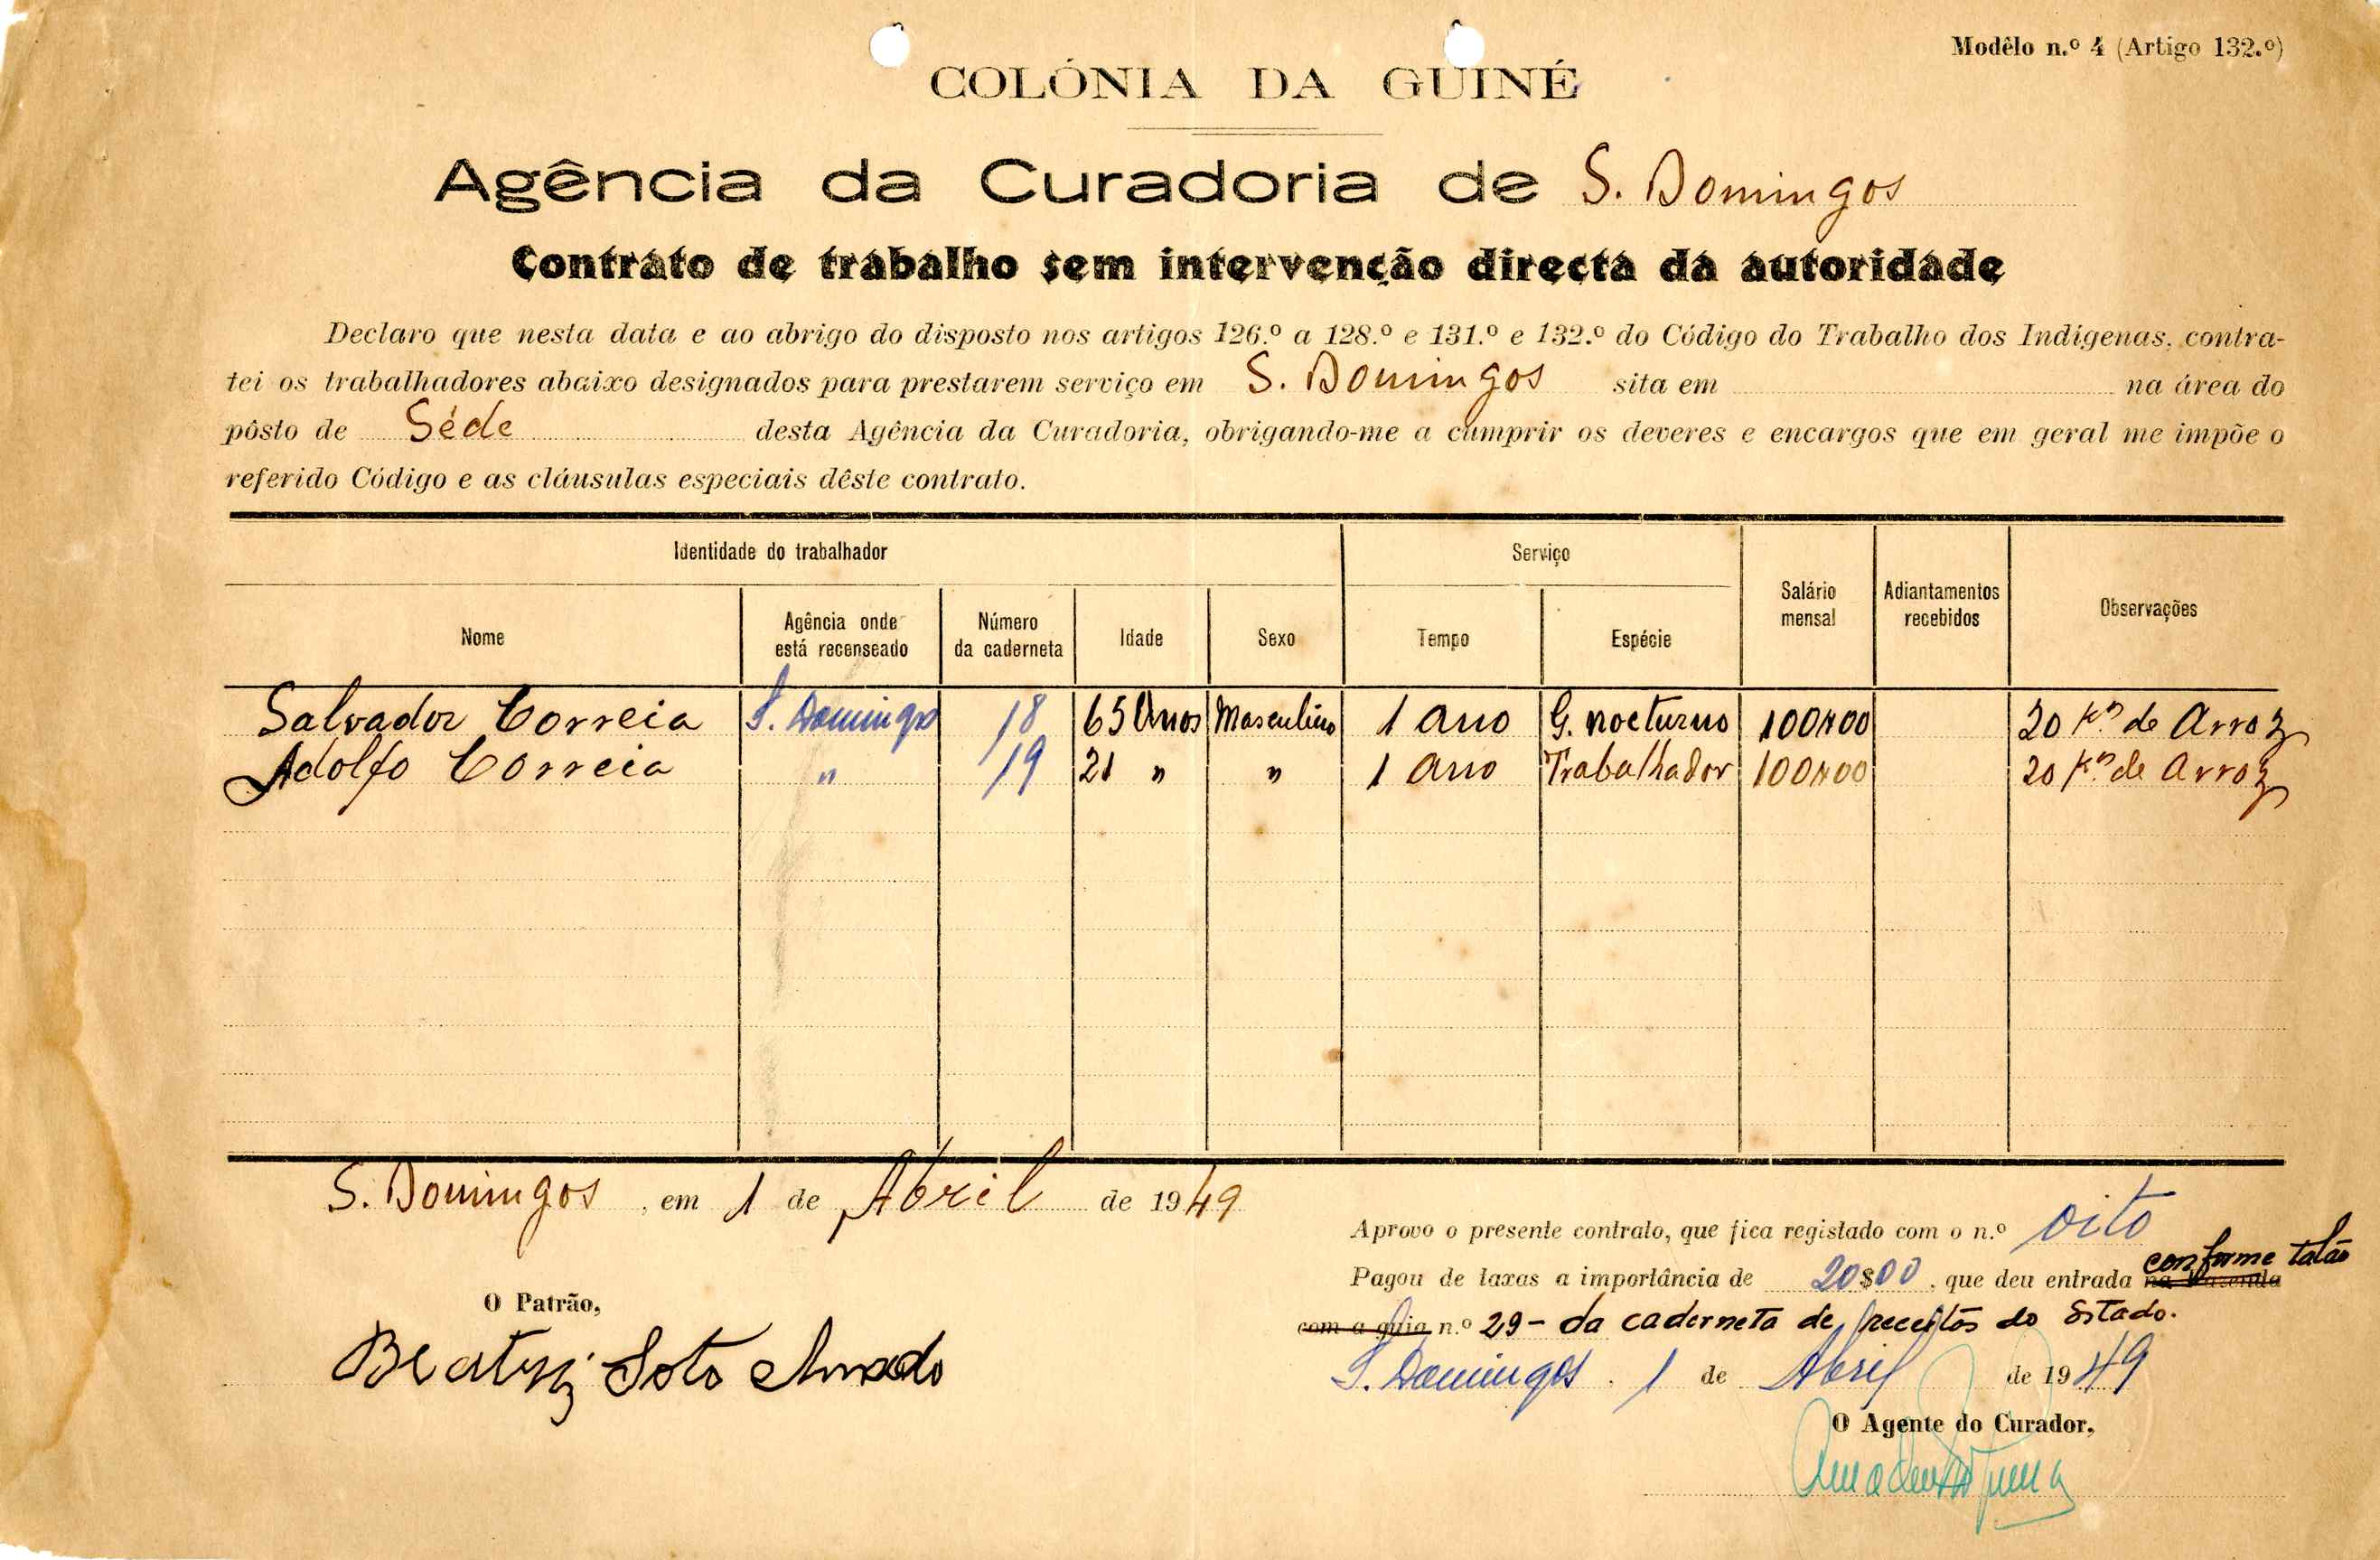 Modêlo n.º 4 (Artigo 132.º)
COLÓNIA DA GUINÉ
Agência da Curadoria de S. Domingos
Contrato de trabalho sem intervenção directa da autoridade
Declaro que nesta data e ao abrigo do disposto nos artigos 126.º a 128.º e 131.º e 132.º do Código do Trabalho dos Indígenas, contra-
tei os trabalhadores abaixo designados para prestarem serviço em S. Domingos sita em na área do
pôsto de Séde desta Agência da Curadoria, obrigando-me a cumprir os deveres e encargos que em geral me impõe o
referido Código e as cláusulas especiais dêste contrato.
Identidade do trabalhador Serviço Salário mensal Adiantamentos recebidos Observações
Nome Agência onde está recenseado Número da caderneta Idade Sexo Tempo Espécie
Salvador Correia S. Domingos 18 65 Anos Masculino 1 Ano G. nocturno 100$00 20 K.os de Arroz
Adolfo Correia " 19 21 " " 1 Ano Trabalhador 100$00 20 K.os de Arroz
S. Domingos, em 1 de Abril de 1949
Aprovo o presente contrato, que fica registado com o n.º oito
Pagou de taxas a importância de 20$00, que deu entrada na Fazenda conforme talão
com a guia n.º 29 - da caderneta de receitas do Estado.
S. Domingos, 1 de Abril de 1949
O Patrão,
Beatriz Soto Amado
O Agente do Curador,